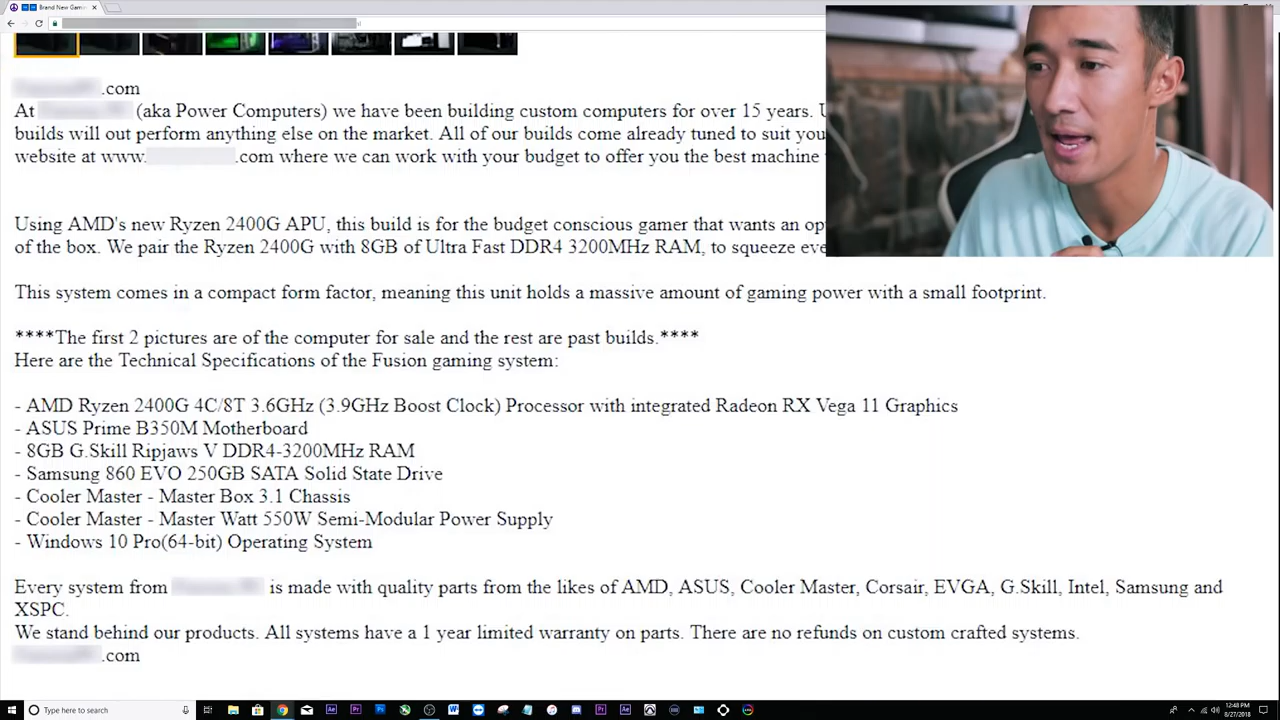 Brand New Gami
.com
At (aka Power Computers) we have been building custom computers for over 15 years.
builds will out perform anything else on the market. All of our builds come already tuned to suit you
website at www. .com where we can work with your budget to offer you the best machine
Using AMD's new Ryzen 2400G APU, this build is for the budget conscious gamer that wants an op
of the box. We pair the Ryzen 2400G with 8GB of Ultra Fast DDR4 3200MHz RAM, to squeeze eve
This system comes in a compact form factor, meaning this unit holds a massive amount of gaming power with a small footprint.
****The first 2 pictures are of the computer for sale and the rest are past builds.****
Here are the Technical Specifications of the Fusion gaming system:
- AMD Ryzen 2400G 4C/8T 3.6GHz (3.9GHz Boost Clock) Processor with integrated Radeon RX Vega 11 Graphics
- ASUS Prime B350M Motherboard
- 8GB G.Skill Ripjaws V DDR4-3200MHz RAM
- Samsung 860 EVO 250GB SATA Solid State Drive
- Cooler Master - Master Box 3.1 Chassis
- Cooler Master - Master Watt 550W Semi-Modular Power Supply
- Windows 10 Pro(64-bit) Operating System
Every system from is made with quality parts from the likes of AMD, ASUS, Cooler Master, Corsair, EVGA, G.Skill, Intel, Samsung and
XSPC.
We stand behind our products. All systems have a 1 year limited warranty on parts. There are no refunds on custom crafted systems.
.com
Type here to search
12:48 PM
8/27/2018